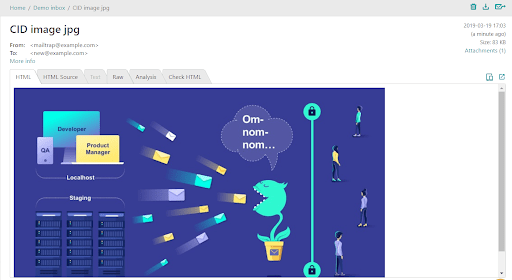 Home / Demo inbox / CID image jpg
CID image jpg
2019-02-19 17:03
(a minute ago)
Size: 83 KB
From: <mailtrap@example.com>
To: <new@example.com>
Attachments (1)
More info
HTML
HTML Source
Text
Raw
Analysis
Check HTML
Developer
QA
Product
Manager
Localhost
Staging
Om-
nom-
nom...